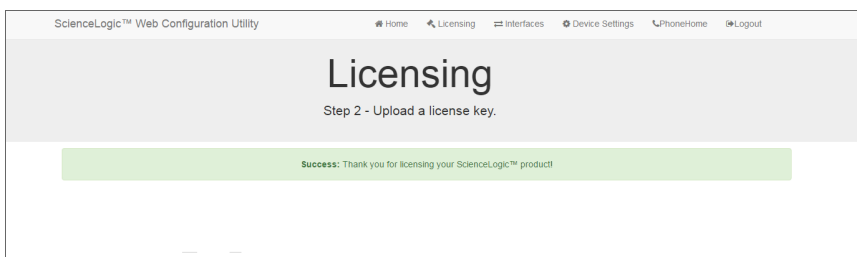 ScienceLogic™ Web Configuration Utility Home Licensing Interfaces Device Settings PhoneHome Logout
Licensing
Step 2 - Upload a license key.
Success: Thank you for licensing your ScienceLogic™ product!